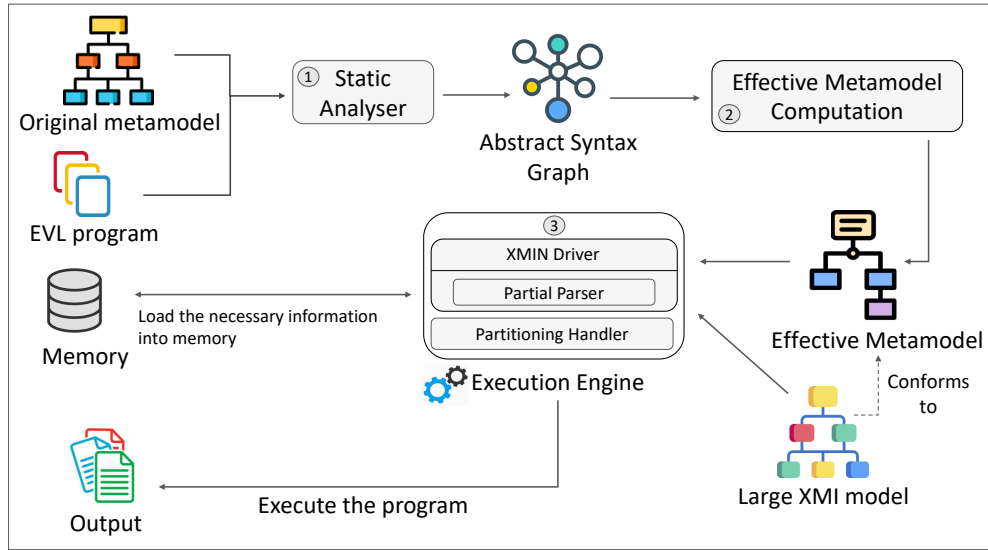 Original metamodel
EVL program
1
Static
Analyser
Abstract Syntax
Graph
Effective Metamodel
Computation
2
3
XMIN Driver
Partial Parser
Partitioning Handler
Execution Engine
Memory
Load the necessary information
into memory
Effective Metamodel
Conforms
to
Large XMI model
Execute the program
Output